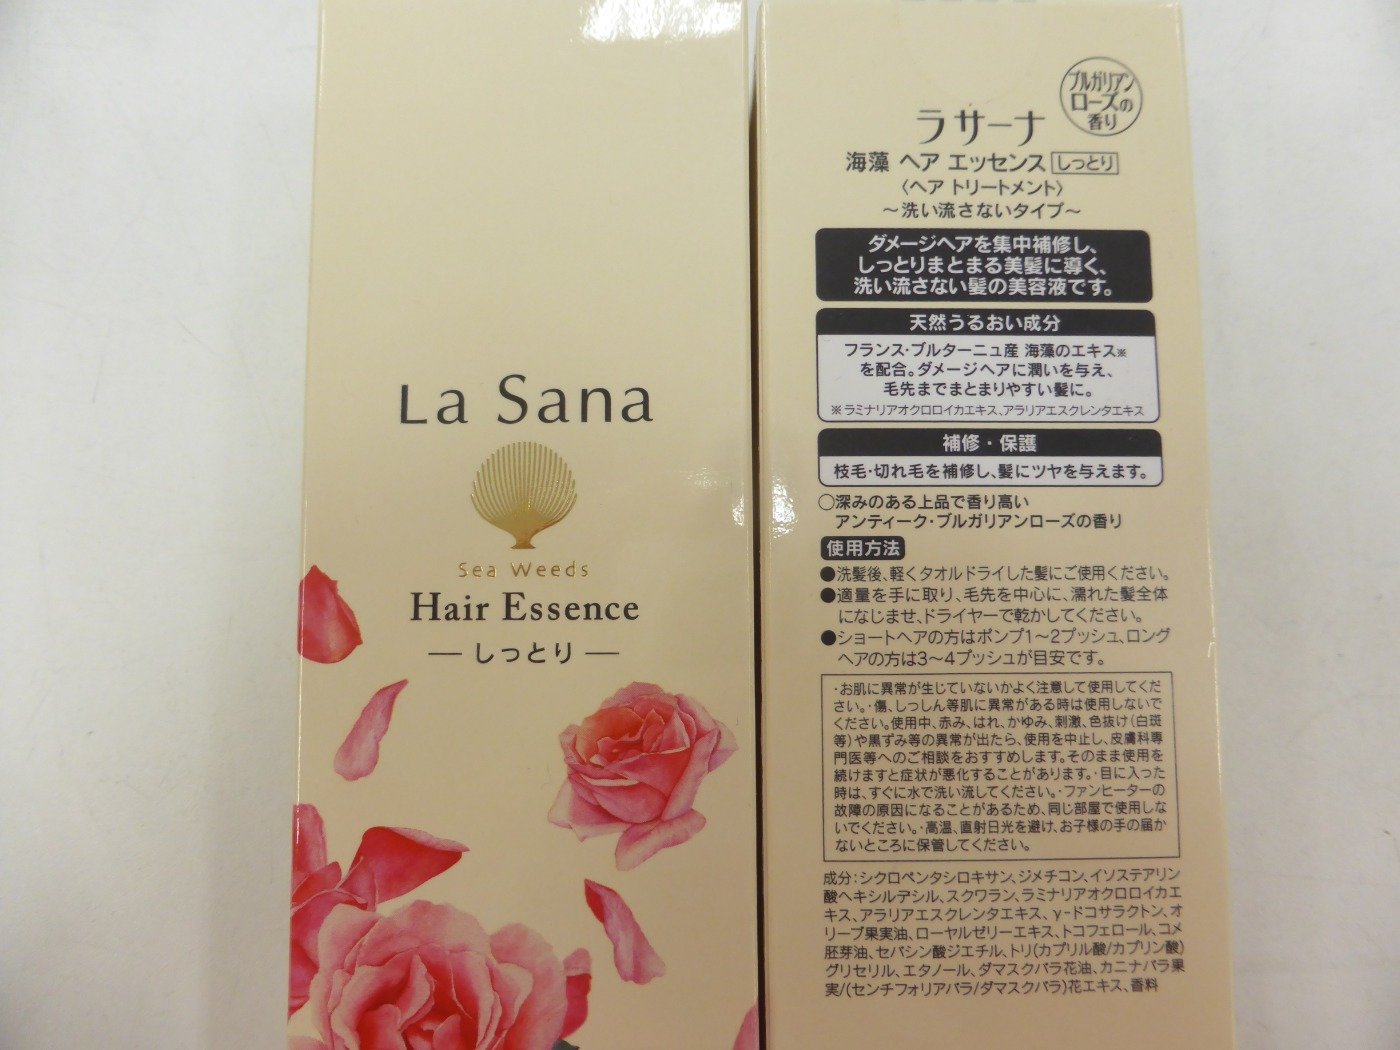 La Sana
Sea Weeds
Hair Essence
しっとり
ブルガリアン
ローズの
香り
ラサーナ
海藻 ヘア エッセンス しっとり
〈ヘア トリートメント〉
～洗い流さないタイプ～
ダメージヘアを集中補修し、
しっとりまとまる美髪に導く、
洗い流さない髪の美容液です。
天然うるおい成分
フランス・ブルターニュ産 海藻のエキス※
を配合。ダメージヘアに潤いを与え、
毛先までまとまりやすい髪に。
※ラミナリアオクロロイカエキス、アラリアエスクレンタエキス
補修・保護
枝毛・切れ毛を補修し、髪にツヤを与えます。
○深みのある上品で香り高い
アンティーク・ブルガリアンローズの香り
使用方法
●洗髪後、軽くタオルドライした髪にご使用ください。
●適量を手に取り、毛先を中心に、濡れた髪全体
になじませ、ドライヤーで乾かしてください。
●ショートヘアの方はポンプ1～2プッシュ、ロング
ヘアの方は3～4プッシュが目安です。
・お肌に異常が生じていないかよく注意して使用してくだ
さい。・傷、しっしん等肌に異常がある時は使用しないで
ください。使用中、赤み、はれ、かゆみ、刺激、色抜け(白斑
等)や黒ずみ等の異常が出たら、使用を中止し、皮膚科専
門医等へのご相談をおすすめします。そのまま使用を
続けますと症状が悪化することがあります。・目に入った
時は、すぐに水で洗い流してください。・ファンヒーターの
故障の原因になることがあるため、同じ部屋で使用しな
いでください。・高温、直射日光を避け、お子様の手の届か
ないところに保管してください。
成分:シクロペンタシロキサン、ジメチコン、イソステアリン
酸ヘキシルデシル、スクワラン、ラミナリアオクロロイカエ
キス、アラリアエスクレンタエキス、γ-ドコサラクトン、オ
リーブ果実油、ローヤルゼリーエキス、トコフェロール、コメ
胚芽油、セバシン酸ジエチル、トリ(カプリル酸/カプリン酸)
グリセリル、エタノール、ダマスクバラ花油、カニナバラ果
実/(センチフォリアバラ/ダマスクバラ)花エキス、香料